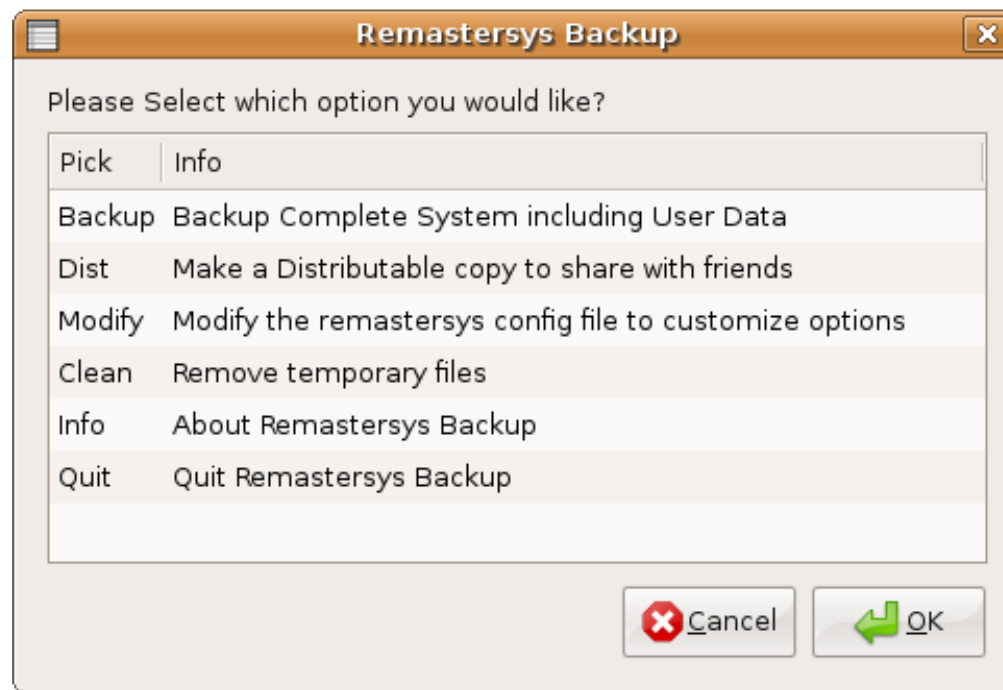 Remastersys Backup
Please Select which option you would like?
Pick Info
Backup Backup Complete System including User Data
Dist Make a Distributable copy to share with friends
Modify Modify the remastersys config file to customize options
Clean Remove temporary files
Info About Remastersys Backup
Quit Quit Remastersys Backup
Cancel OK